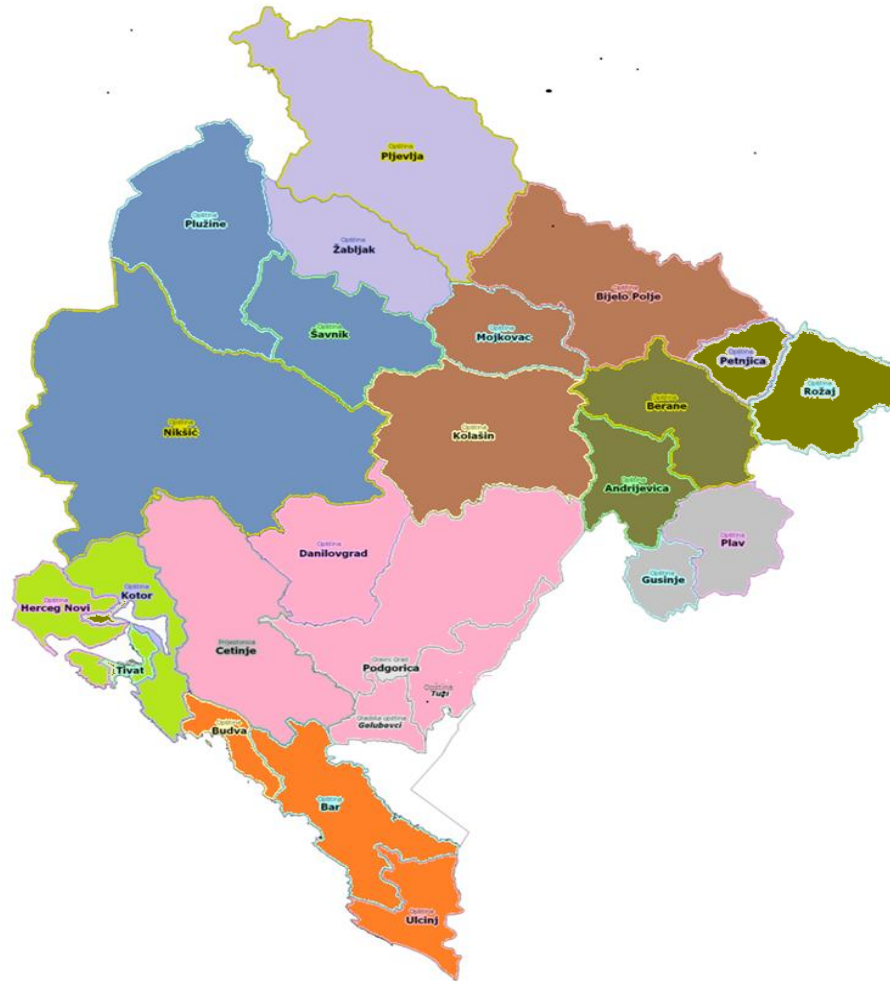 Opština
Pljevlja
Opština
Plužine
Opština
Žabljak
Opština
Bijelo Polje
Opština
Šavnik
Opština
Mojkovac
Opština
Petnjica
Opština
Rožaj
Opština
Berane
Opština
Nikšić
Opština
Kolašin
Opština
Andrijevica
Opština
Danilovgrad
Opština
Plav
Opština
Gusinje
Opština
Kotor
Opština
Herceg Novi
Prijestonica
Cetinje
Opština
Tivat
Glavni Grad
Podgorica
Opština
Tuzi
Gradska opština
Golubovci
Opština
Budva
Opština
Bar
Opština
Ulcinj